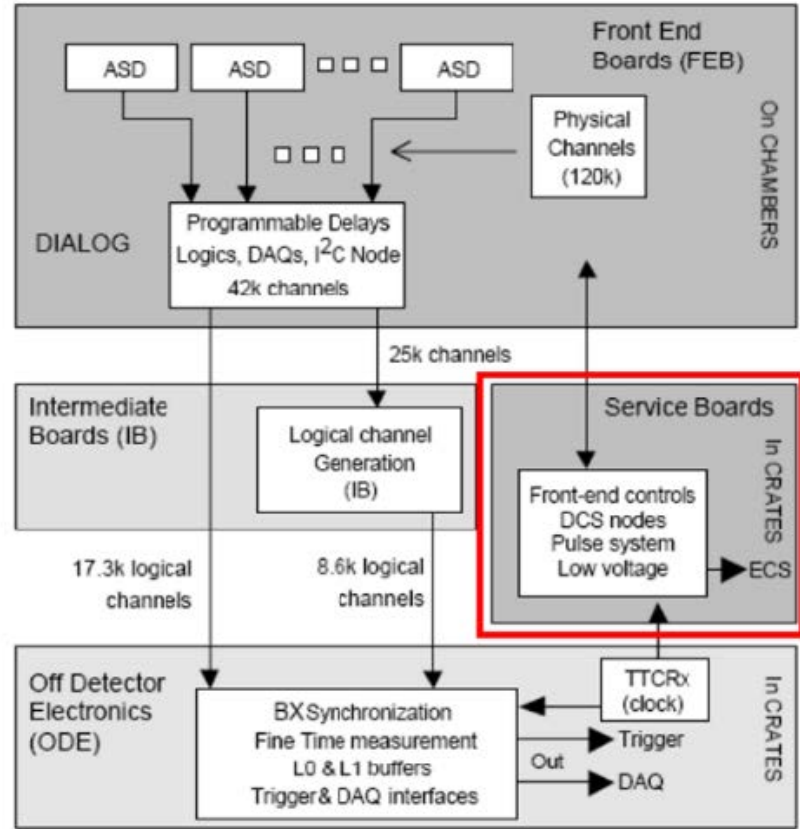 Front End
Boards (FEB)
ASD
ASD
ASD
On CHAMBERS
Physical
Channels
(120k)
DIALOG
Programmable Delays
Logics, DAQs, I2C Node
42k channels
25k channels
Intermediate
Boards (IB)
Logical channel
Generation
(IB)
Service Boards
In CRATES
Front-end controls
DCS nodes
Pulse system
Low voltage
ECS
17.3k logical
channels
8.6k logical
channels
Off Detector
Electronics
(ODE)
TTCRx
(clock)
In CRATES
BX Synchronization
Fine Time measurement
L0 & L1 buffers
Trigger & DAQ interfaces
Out
Trigger
DAQ